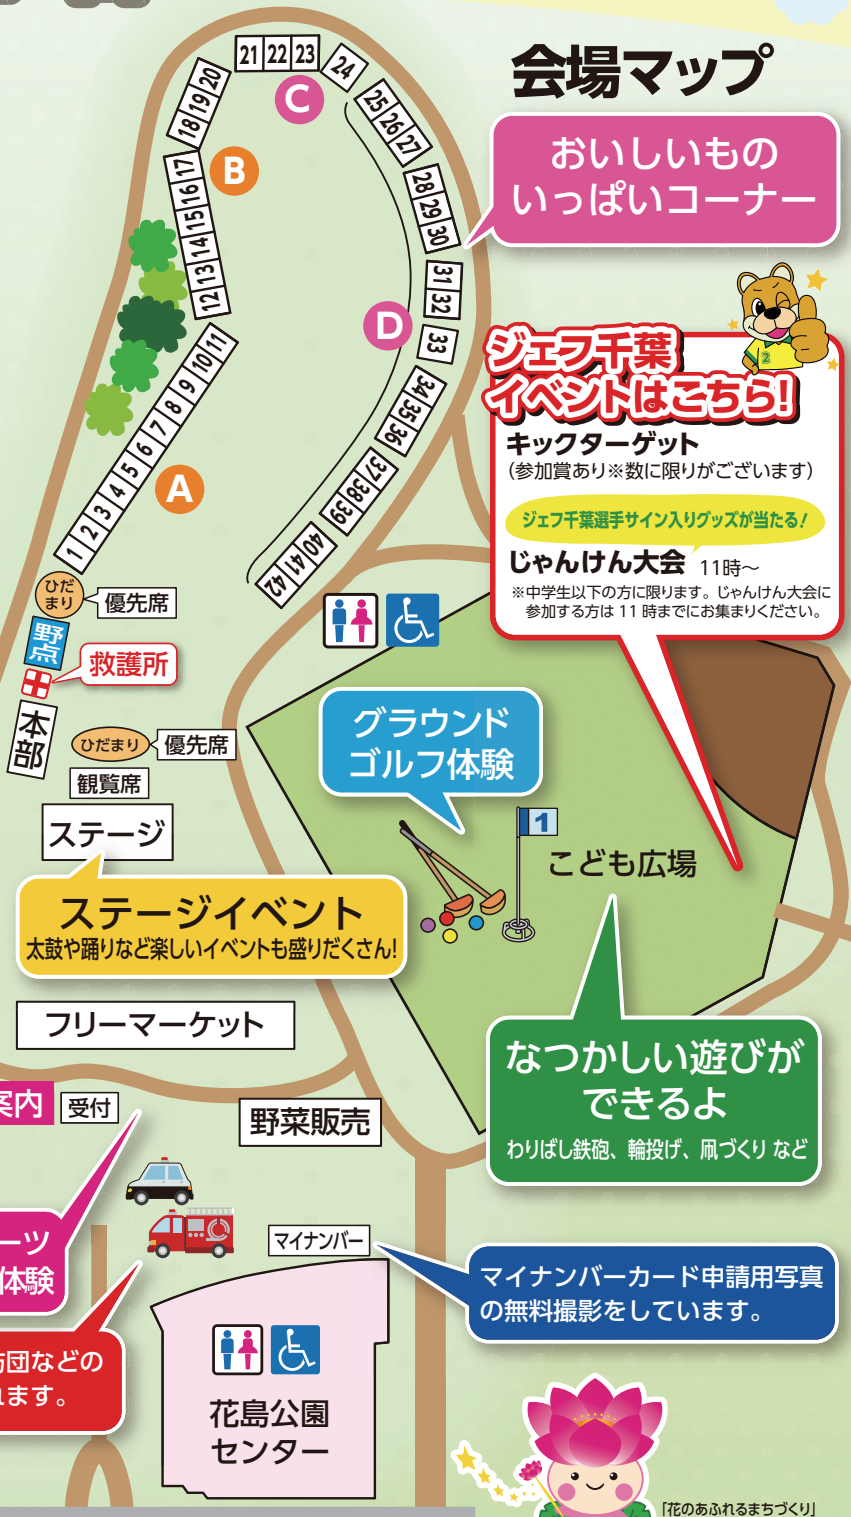 会場マップ
21 22 23
24
18 19 20
25 26 27
C
12 13 14 15 16 17
B
28 29 30
おいしいもの
いっぱいコーナー
31 32
D
33
1 2 3 4 5 6 7 8 9 10 11
A
34 35 36
37 38 39
40 41 42
2
ジェフ千葉
イベントはこちら!
キックターゲット
(参加賞あり※数に限りがございます)
ジェフ千葉選手サイン入りグッズが当たる!
じゃんけん大会 11時～
※中学生以下の方に限ります。じゃんけん大会に
参加する方は 11 時までにお集まりください。
ひだ
まり
優先席
野点
救護所
本部
ひだまり
優先席
観覧席
ステージ
ステージイベント
太鼓や踊りなど楽しいイベントも盛りだくさん!
グラウンド
ゴルフ体験
1
こども広場
なつかしい遊びが
できるよ
わりばし鉄砲、輪投げ、凧づくり など
フリーマーケット
案内
受付
野菜販売
ーツ
体験
マイナンバー
マイナンバーカード申請用写真
の無料撮影をしています。
防団などの
れます。
花島公園
センター
「花のあふれるまちづくり」